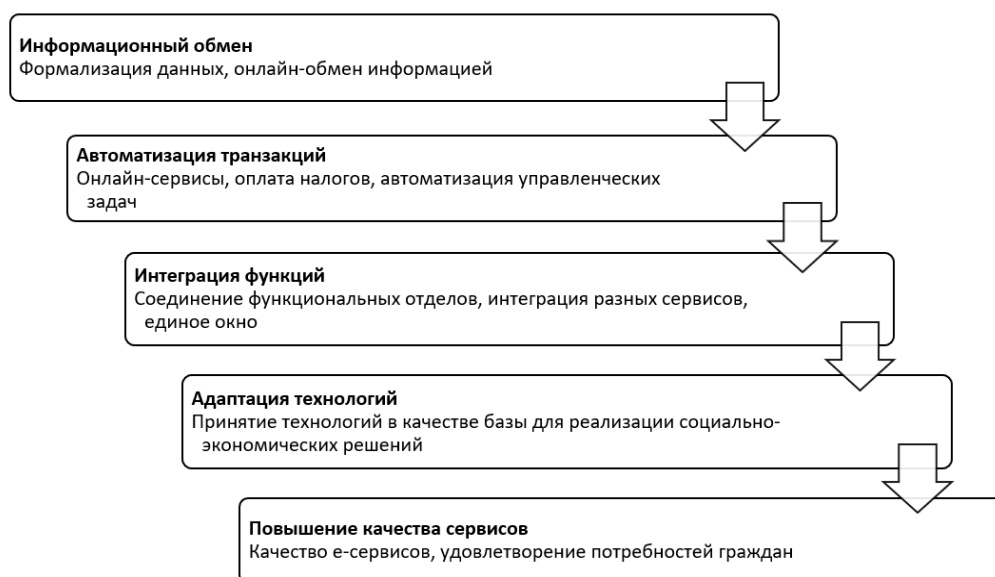 Информационный обмен
Формализация данных, онлайн-обмен информацией
Автоматизация транзакций
Онлайн-сервисы, оплата налогов, автоматизация управленческих
задач
Интеграция функций
Соединение функциональных отделов, интеграция разных сервисов,
единое окно
Адаптация технологий
Принятие технологий в качестве базы для реализации социально-
экономических решений
Повышение качества сервисов
Качество е-сервисов, удовлетворение потребностей граждан